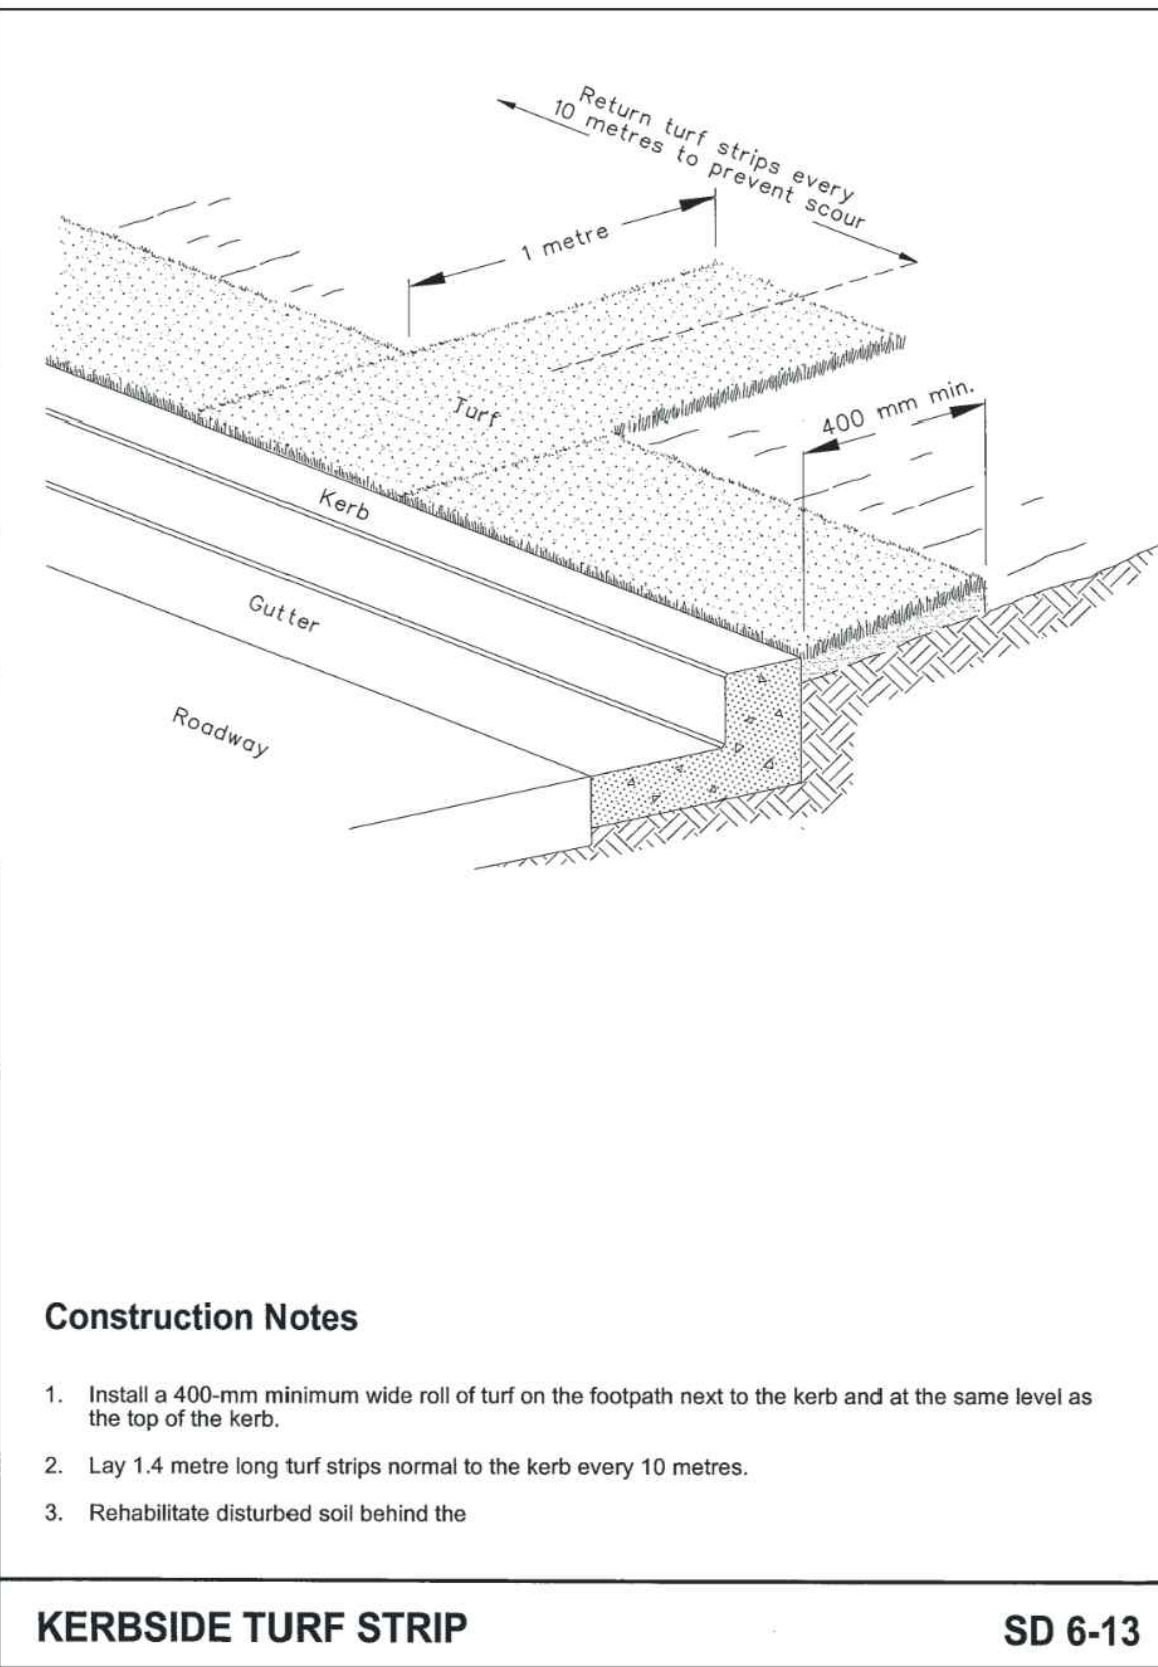 Return turf strips every
10 metres to prevent scour
1 metre
Turf
400 mm min.
Kerb
Gutter
Roadway
Construction Notes
1. Install a 400-mm minimum wide roll of turf on the footpath next to the kerb and at the same level as
the top of the kerb.
2. Lay 1.4 metre long turf strips normal to the kerb every 10 metres.
3. Rehabilitate disturbed soil behind the
KERBSIDE TURF STRIP
SD 6-13